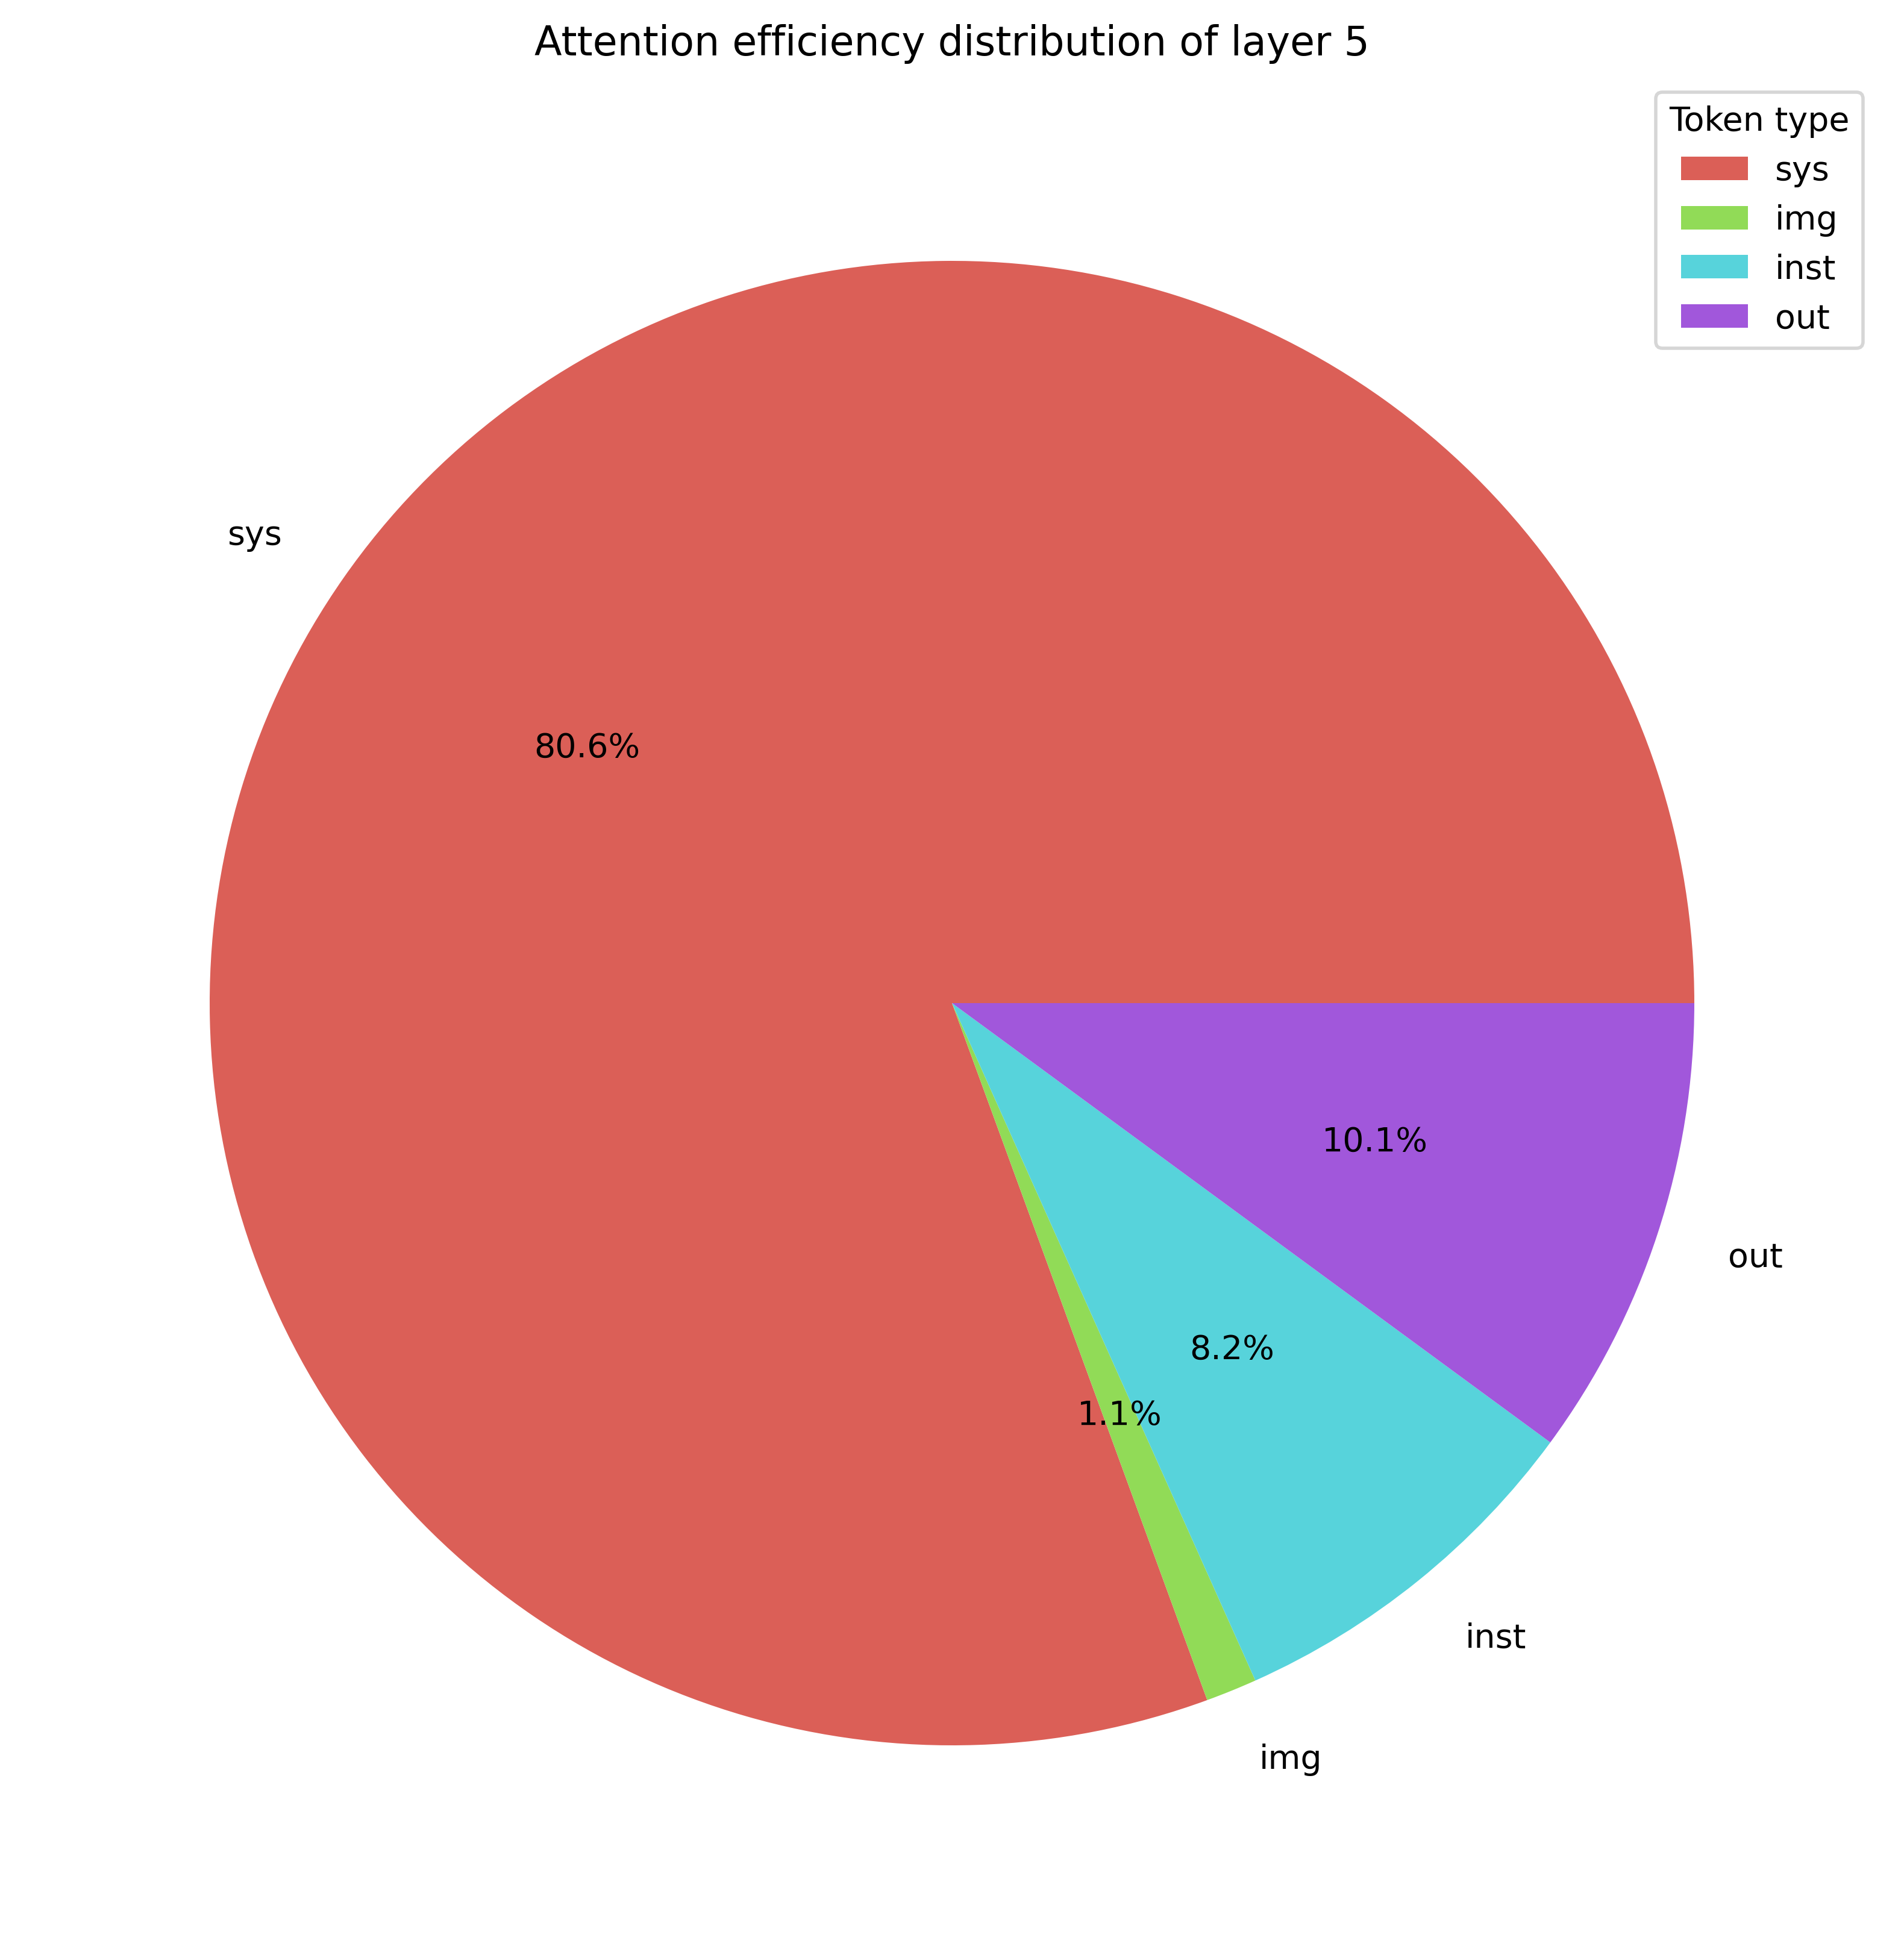 Attention efficiency distribution of layer 5
Token type
sys
img
inst
out
sys
80.6%
10.1%
out
8.2%
1.1%
inst
img